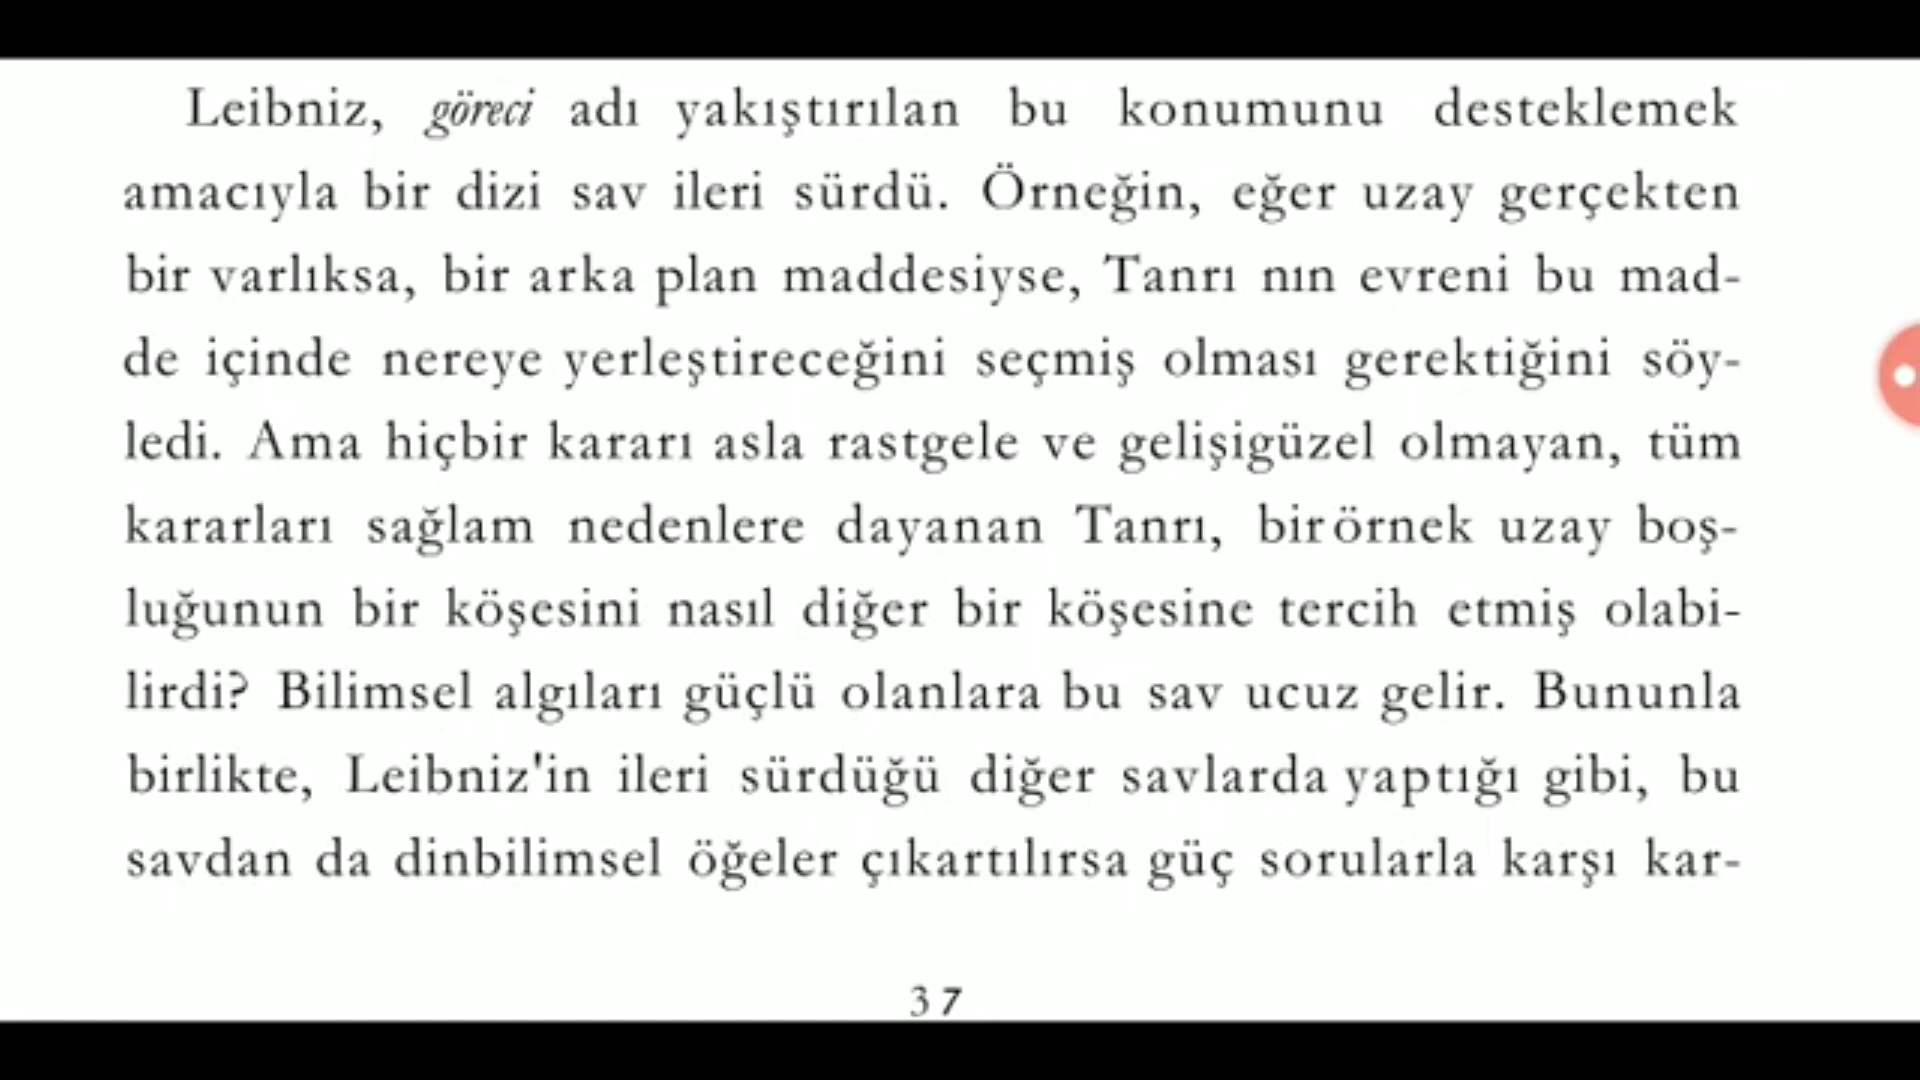 Leibniz, göreci adı yakıştırılan bu konumunu desteklemek
amacıyla bir dizi sav ileri sürdü. Örneğin, eğer uzay gerçekten
bir varlıksa, bir arka plan maddesiyse, Tanrı nın evreni bu mad-
de içinde nereye yerleştireceğini seçmiş olması gerektiğini söy-
ledi. Ama hiçbir kararı asla rastgele ve gelişigüzel olmayan, tüm
kararları sağlam nedenlere dayanan Tanrı, birörnek uzay boş-
luğunun bir köşesini nasıl diğer bir köşesine tercih etmiş olabi-
lirdi? Bilimsel algıları güçlü olanlara bu sav ucuz gelir. Bununla
birlikte, Leibniz'in ileri sürdüğü diğer savlarda yaptığı gibi, bu
savdan da dinbilimsel öğeler çıkartılırsa güç sorularla karşı kar-
37